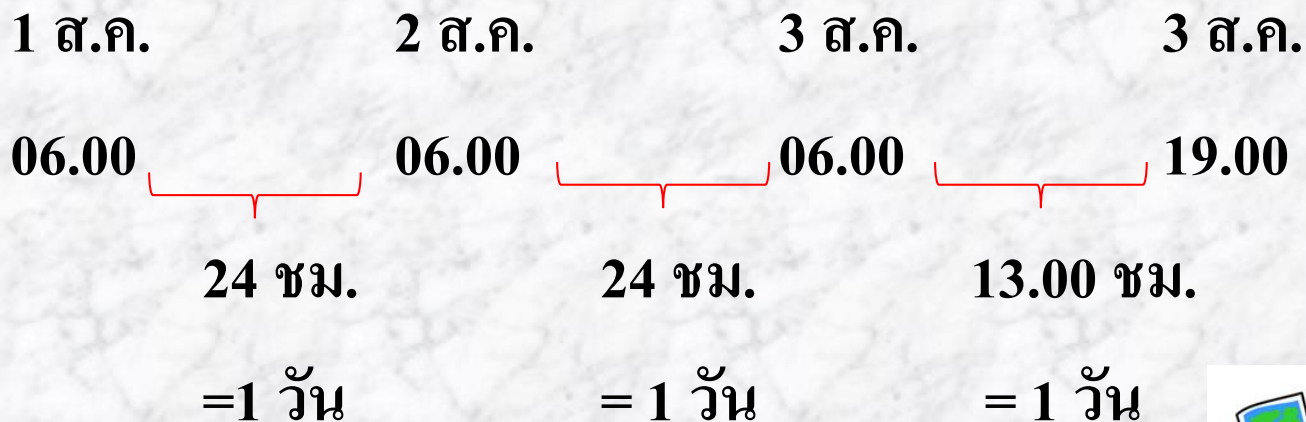 1 ส.ค. 2 ส.ค. 3 ส.ค. 3 ส.ค.
06.00 06.00 06.00 19.00
24 ชม. 24 ชม. 13.00 ชม.
=1 วัน = 1 วัน = 1 วัน